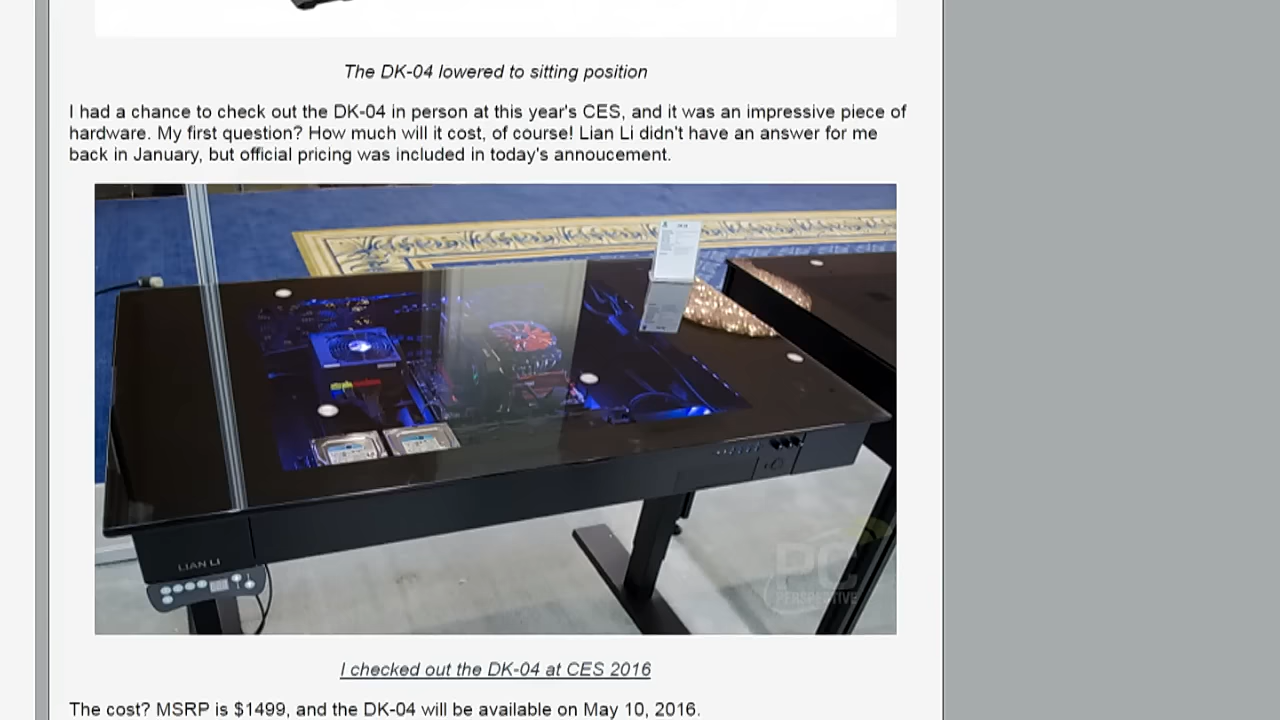 The DK-04 lowered to sitting position
I had a chance to check out the DK-04 in person at this year's CES, and it was an impressive piece of
hardware. My first question? How much will it cost, of course! Lian Li didn't have an answer for me
back in January, but official pricing was included in today's annoucement.
LIAN LI
PC
PERSPECTIVE
I checked out the DK-04 at CES 2016
The cost? MSRP is $1499, and the DK-04 will be available on May 10, 2016.